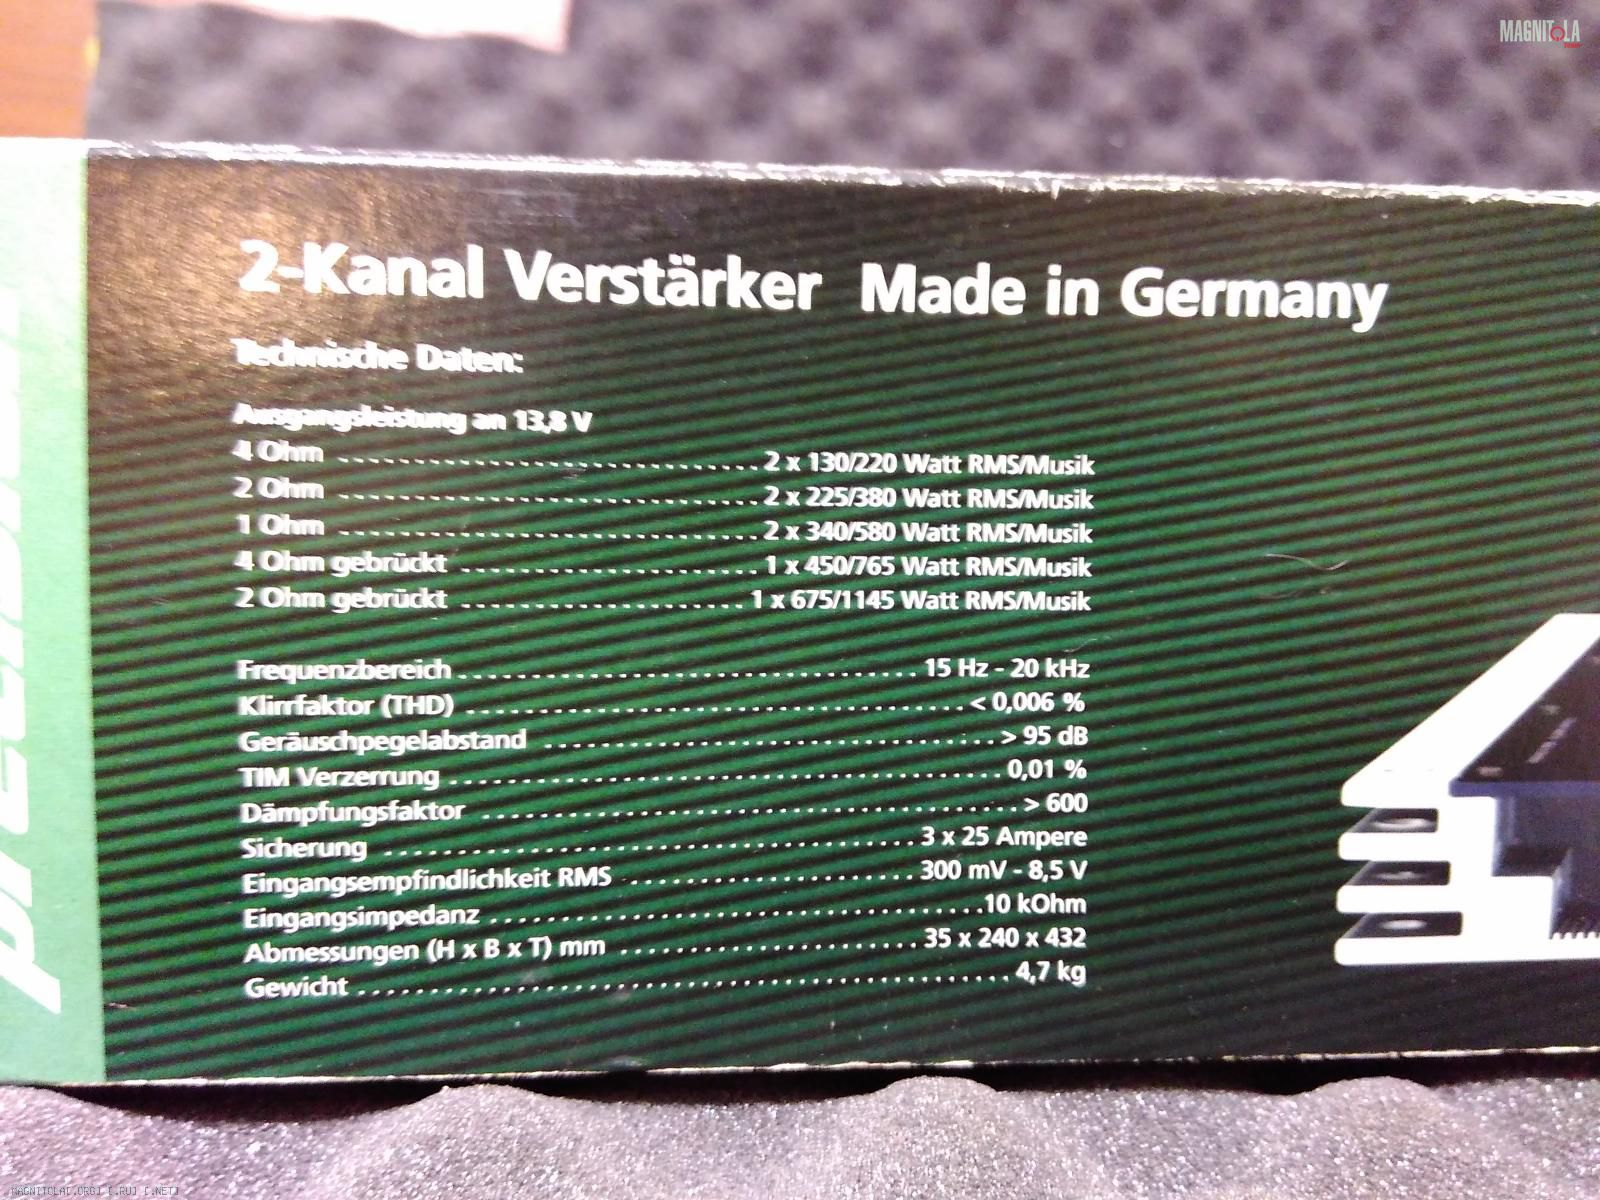 MAGNITOLA
2-Kanal Verstärker Made in Germany
Technische Daten:
Ausgangsleistung an 13,8 V
4 Ohm ................................ 2 x 130/220 Watt RMS/Musik
2 Ohm ................................ 2 x 225/380 Watt RMS/Musik
1 Ohm ................................ 2 x 340/580 Watt RMS/Musik
4 Ohm gebrückt ........................ 1 x 450/765 Watt RMS/Musik
2 Ohm gebrückt ....................... 1 x 675/1145 Watt RMS/Musik
Frequenzbereich ................................... 15 Hz - 20 kHz
Klirrfaktor (THD) ...................................... < 0,006 %
Geräuschpegelabstand ................................... > 95 dB
TIM Verzerrung .......................................... 0,01 %
Dämpfungsfaktor .......................................... > 600
Sicherung ........................................ 3 x 25 Ampere
Eingangsempfindlichkeit RMS ...................... 300 mV - 8,5 V
Eingangsimpedanz ...................................... 10 kOhm
Abmessungen (H x B x T) mm ....................... 35 x 240 x 432
Gewicht ................................................. 4,7 kg
MAGNITOLA[.ORG] [.RU] [.NET]